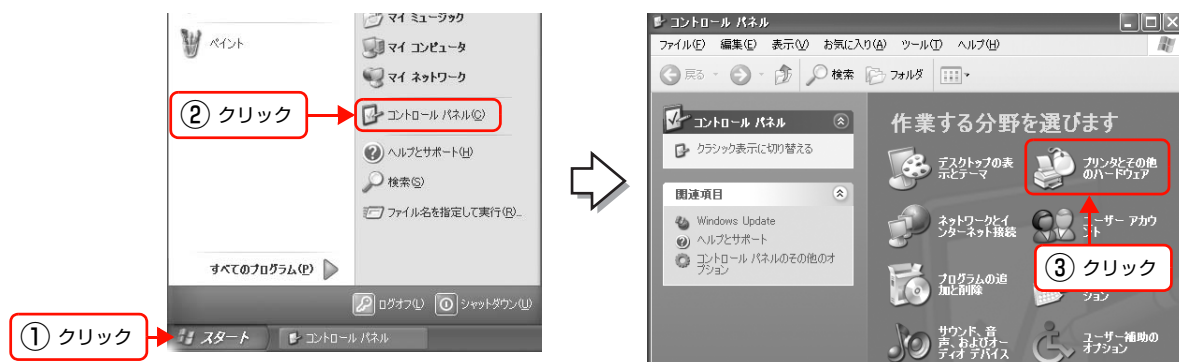 マイ ミュージック
ペイント
マイ コンピュータ
マイ ネットワーク
② クリック
コントロール パネル(C)
ヘルプとサポート(H)
検索(S)
ファイル名を指定して実行(R)...
すべてのプログラム(P)
ログオフ(L)
シャットダウン(U)
① クリック
スタート
コントロール パネル
コントロール パネル
ファイル(F) 編集(E) 表示(V) お気に入り(A) ツール(T) ヘルプ(H)
戻る 検索 フォルダ
コントロール パネル
クラシック表示に切り替える
関連項目
Windows Update
ヘルプとサポート
コントロール パネルのその他のオ
プション
作業する分野を選びます
デスクトップの表
示とテーマ
プリンタとその他
のハードウェア
ネットワークとイ
ンターネット接続
ユーザー アカウ
ント
③ クリック
プログラムの追
加と削除
ション
サウンド、音
声、およびオー
ディオ デバイス
ユーザー補助の
オプション